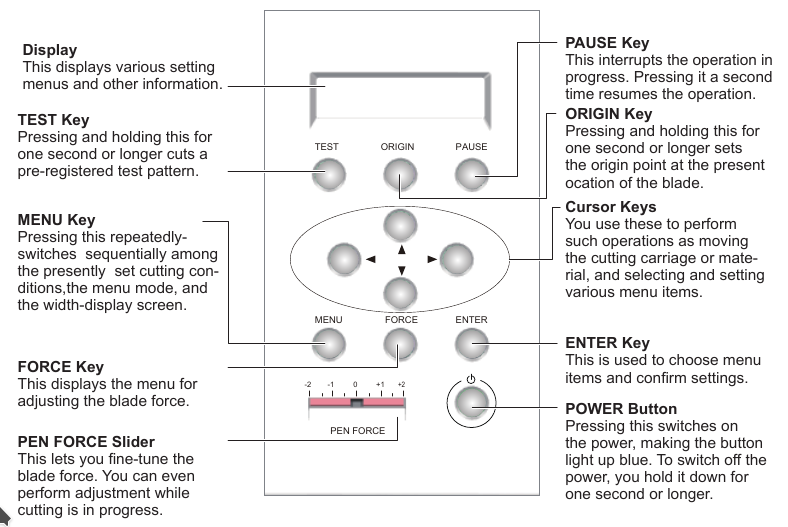 Display
This displays various setting
menus and other information.
TEST Key
Pressing and holding this for
one second or longer cuts a
pre-registered test pattern.
MENU Key
Pressing this repeatedly-
switches  sequentially among
the presently  set cutting con-
ditions,the menu mode, and
the width-display screen.
FORCE Key
This displays the menu for
adjusting the blade force.
PEN FORCE Slider
This lets you fine-tune the
blade force. You can even
perform adjustment while
cutting is in progress.
TEST ORIGIN PAUSE
MENU FORCE ENTER
-2 -1 0 +1 +2
PEN FORCE
PAUSE Key
This interrupts the operation in
progress. Pressing it a second
time resumes the operation.
ORIGIN Key
Pressing and holding this for
one second or longer sets
the origin point at the present
ocation of the blade.
Cursor Keys
You use these to perform
such operations as moving
the cutting carriage or mate-
rial, and selecting and setting
various menu items.
ENTER Key
This is used to choose menu
items and confirm settings.
POWER Button
Pressing this switches on
the power, making the button
light up blue. To switch off the
power, you hold it down for
one second or longer.